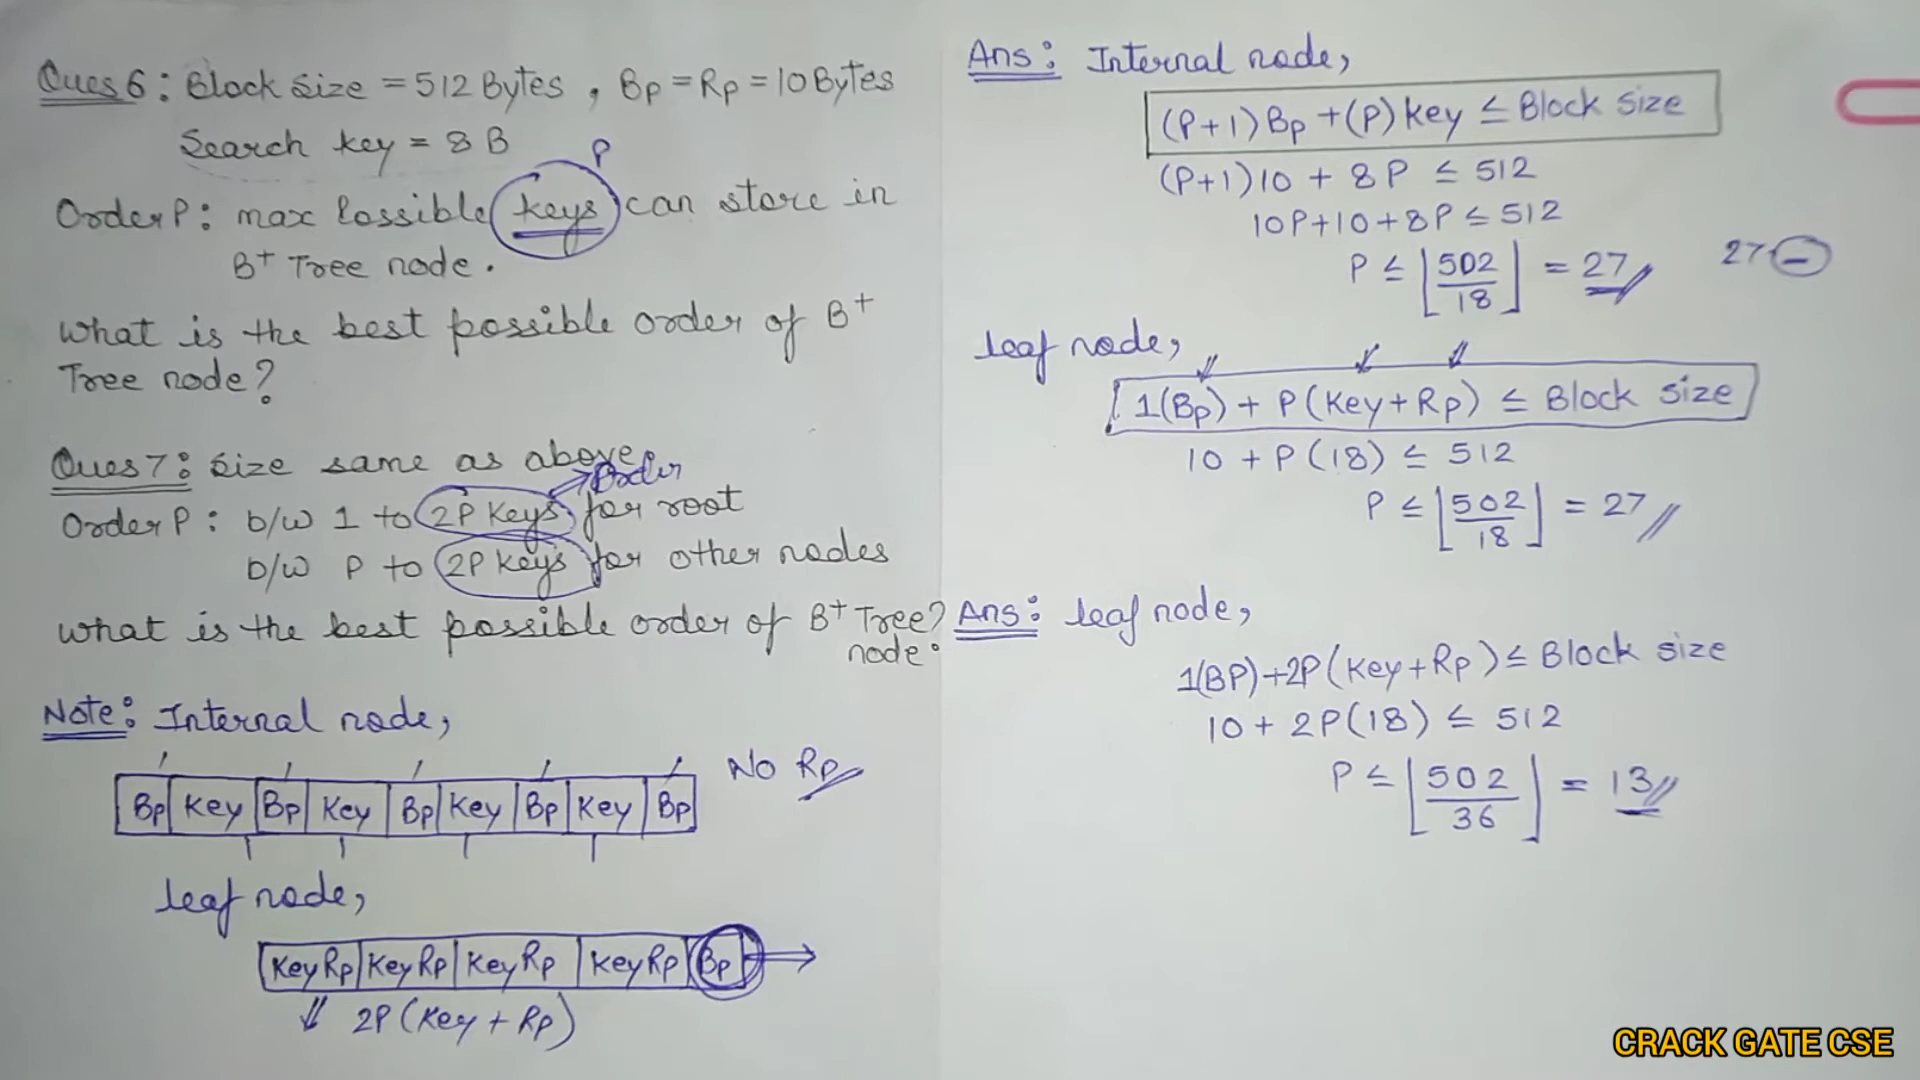 Ques 6: Block size = 512 Bytes, Bp = Rp = 10 Bytes
Search key = 8 B
P
Order P: max Possible keys can store in
B+ Tree node.
What is the best possible order of B+
Tree node?
Ques 7: Size same as above.
Order
Order P: b/w 1 to 2P keys for root
b/w P to 2P keys for other nodes
what is the best possible order of B+ Tree?
node.
Note: Internal node,
Bp Key Bp Key Bp Key Bp Key Bp
No Rp
leaf node,
Key Rp Key Rp Key Rp Key Rp Bp
2P (Key + Rp)
Ans: Internal node,
(P+1) Bp + (P) Key ≤ Block size
(P+1)10 + 8P ≤ 512
10P+10+8P ≤ 512
P ≤ ⌊502/18⌋ = 27
27 -
leaf node,
1(Bp) + P(Key+Rp) ≤ Block size
10 + P(18) ≤ 512
P ≤ ⌊502/18⌋ = 27
Ans: leaf node,
1(BP)+2P(Key+Rp) ≤ Block size
10 + 2P(18) ≤ 512
P ≤ ⌊502/36⌋ = 13
CRACK GATE CSE